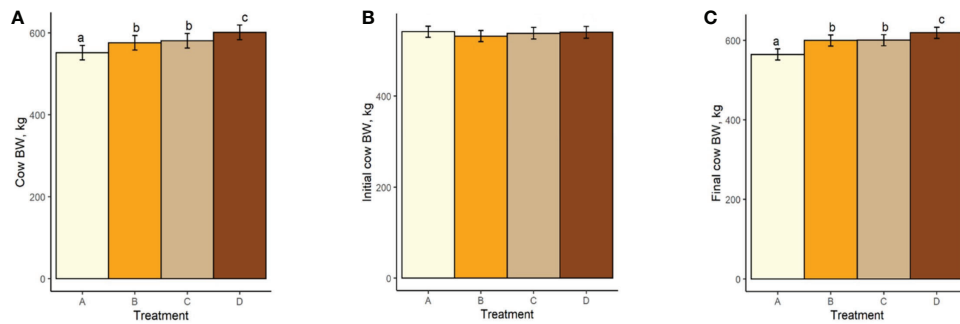 A
Cow BW, kg
600
400
200
0
a
b
b
c
A
B
C
D
Treatment
B
Initial cow BW, kg
400
200
0
A
B
C
D
Treatment
C
Final cow BW, kg
600
400
200
0
a
b
b
c
A
B
C
D
Treatment